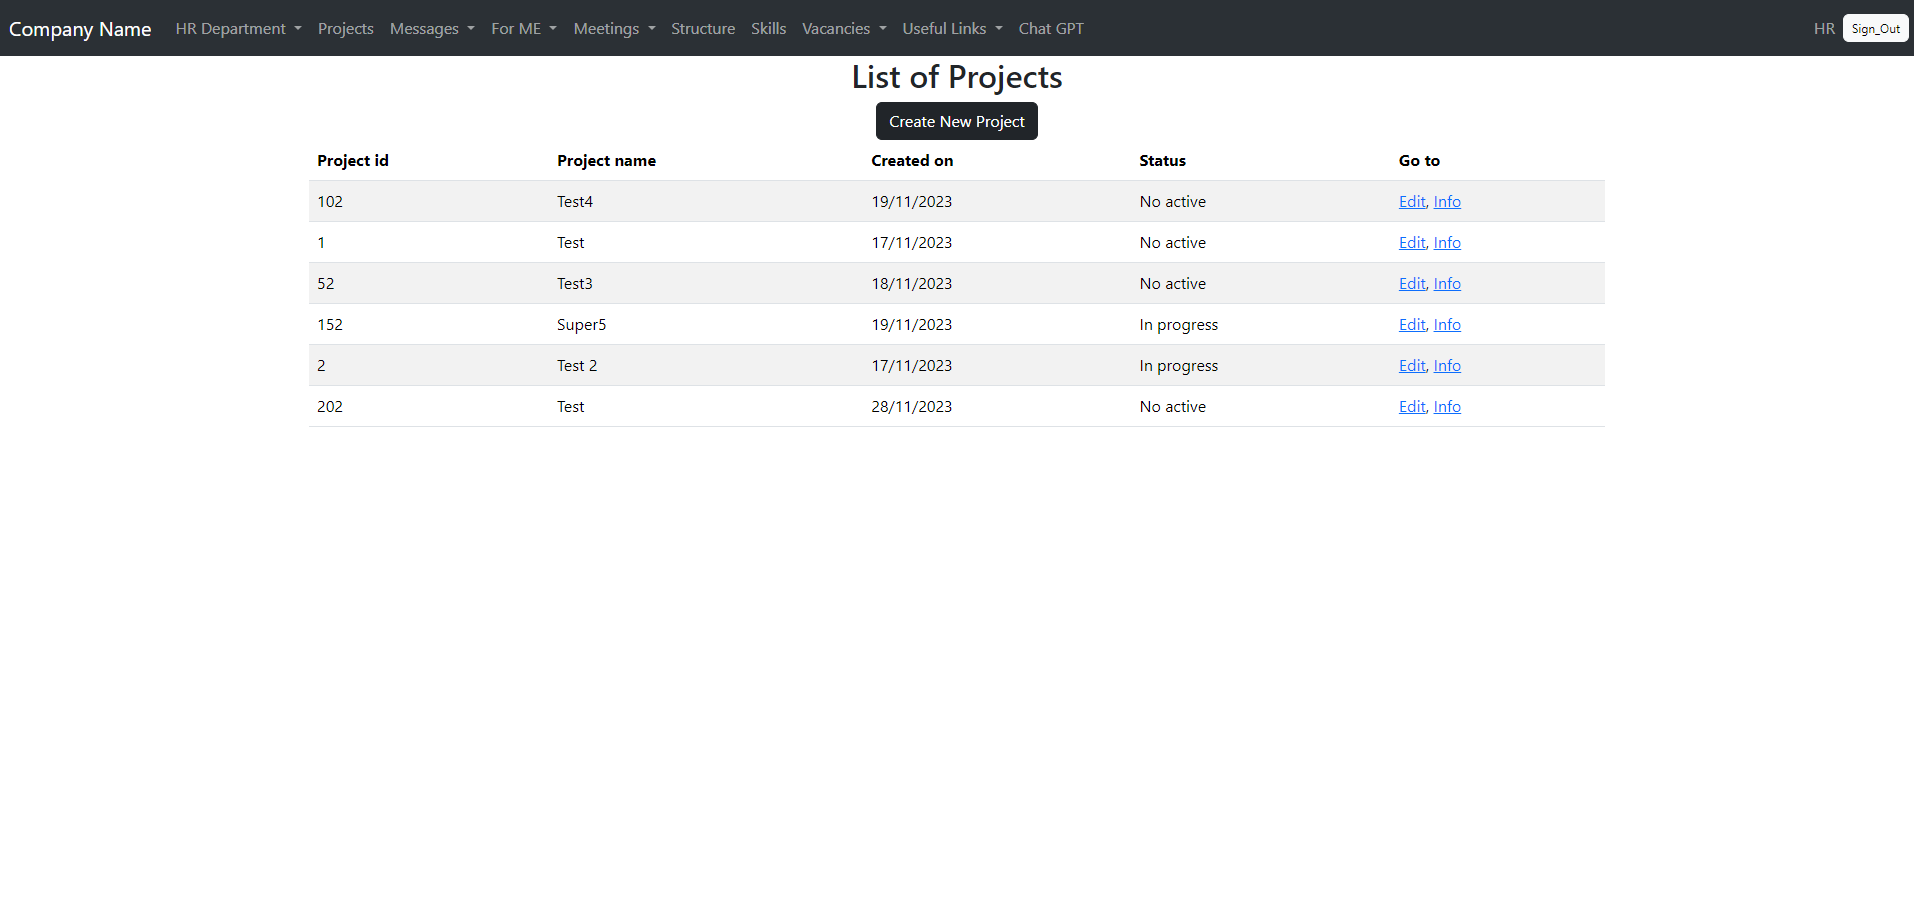 Company Name HR Department Projects Messages For ME Meetings Structure Skills Vacancies Useful Links Chat GPT HR Sign_Out
List of Projects
Create New Project
Project id Project name Created on Status Go to
102 Test4 19/11/2023 No active Edit, Info
1 Test 17/11/2023 No active Edit, Info
52 Test3 18/11/2023 No active Edit, Info
152 Super5 19/11/2023 In progress Edit, Info
2 Test 2 17/11/2023 In progress Edit, Info
202 Test 28/11/2023 No active Edit, Info